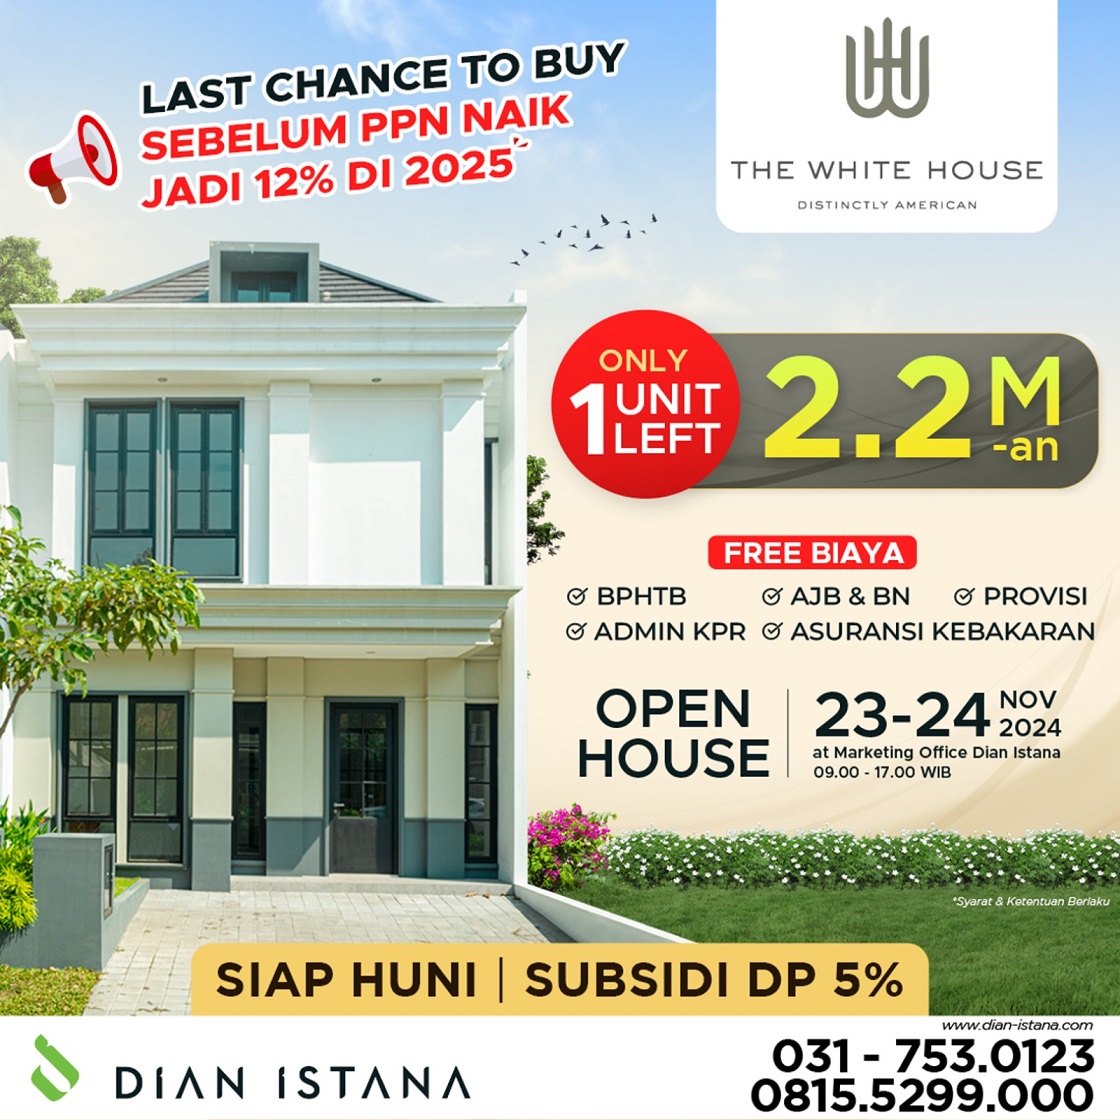 LAST CHANCE TO BUY
SEBELUM PPN NAIK
JADI 12% DI 2025
THE WHITE HOUSE
DISTINCTLY AMERICAN
ONLY
1 UNIT
LEFT
2.2 M
-an
FREE BIAYA
BPHTB
AJB & BN
PROVISI
ADMIN KPR
ASURANSI KEBAKARAN
OPEN
HOUSE
23-24 NOV
2024
at Marketing Office Dian Istana
09.00 - 17.00 WIB
*Syarat & Ketentuan Berlaku
SIAP HUNI | SUBSIDI DP 5%
www.dian-istana.com
DIAN ISTANA
031 - 753.0123
0815.5299.000